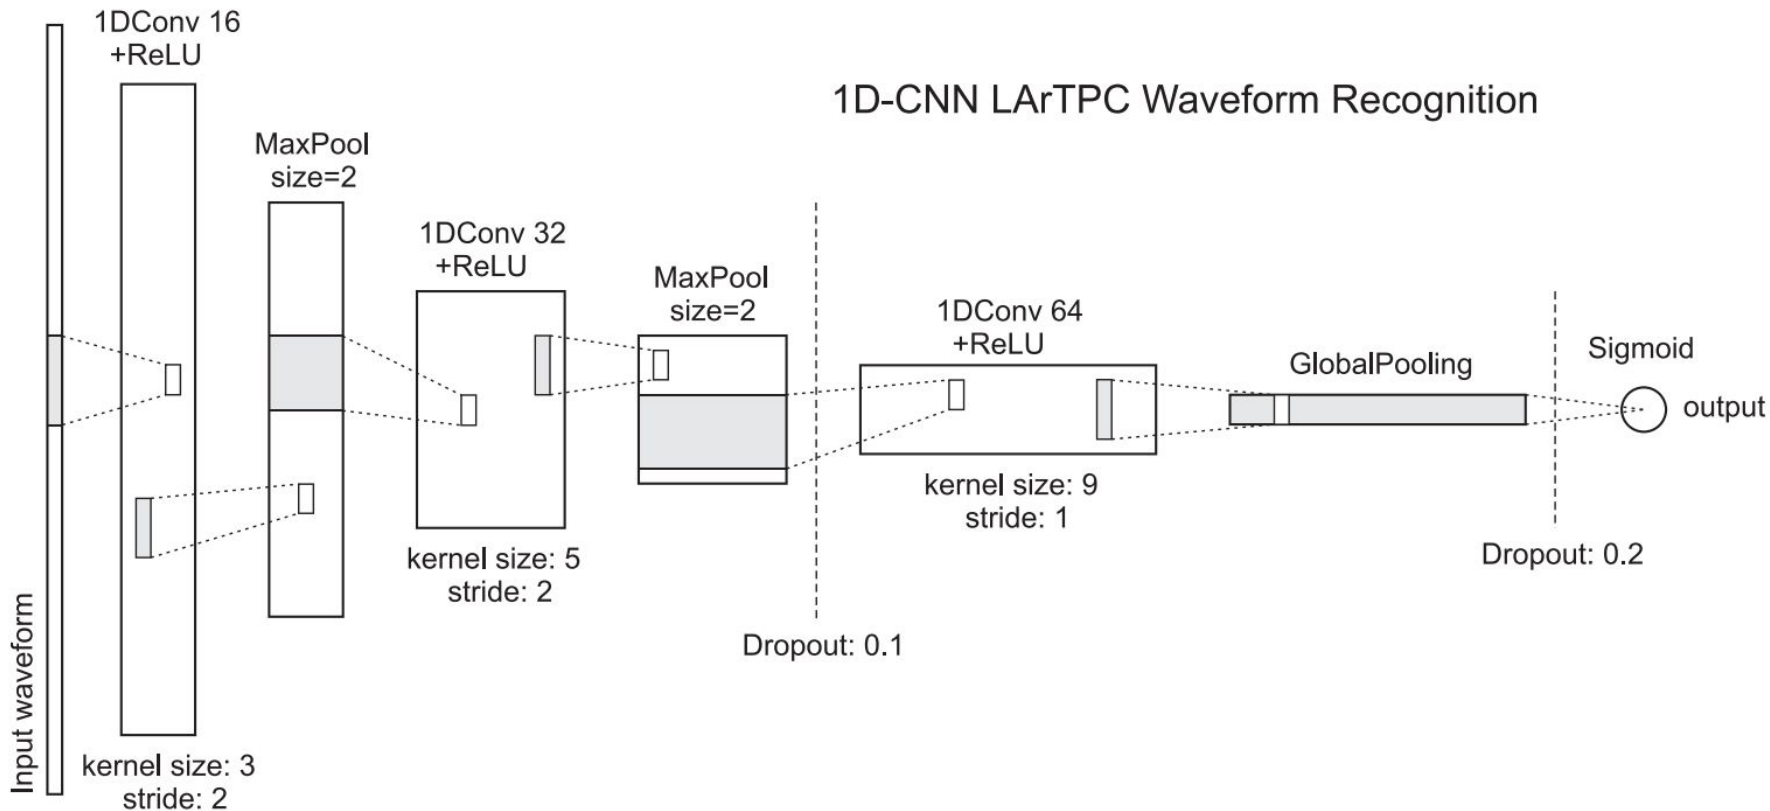 1D-CNN LArTPC Waveform Recognition
Input waveform
1DConv 16
+ReLU
kernel size: 3
stride: 2
MaxPool
size=2
1DConv 32
+ReLU
kernel size: 5
stride: 2
MaxPool
size=2
Dropout: 0.1
1DConv 64
+ReLU
kernel size: 9
stride: 1
GlobalPooling
Dropout: 0.2
Sigmoid
output